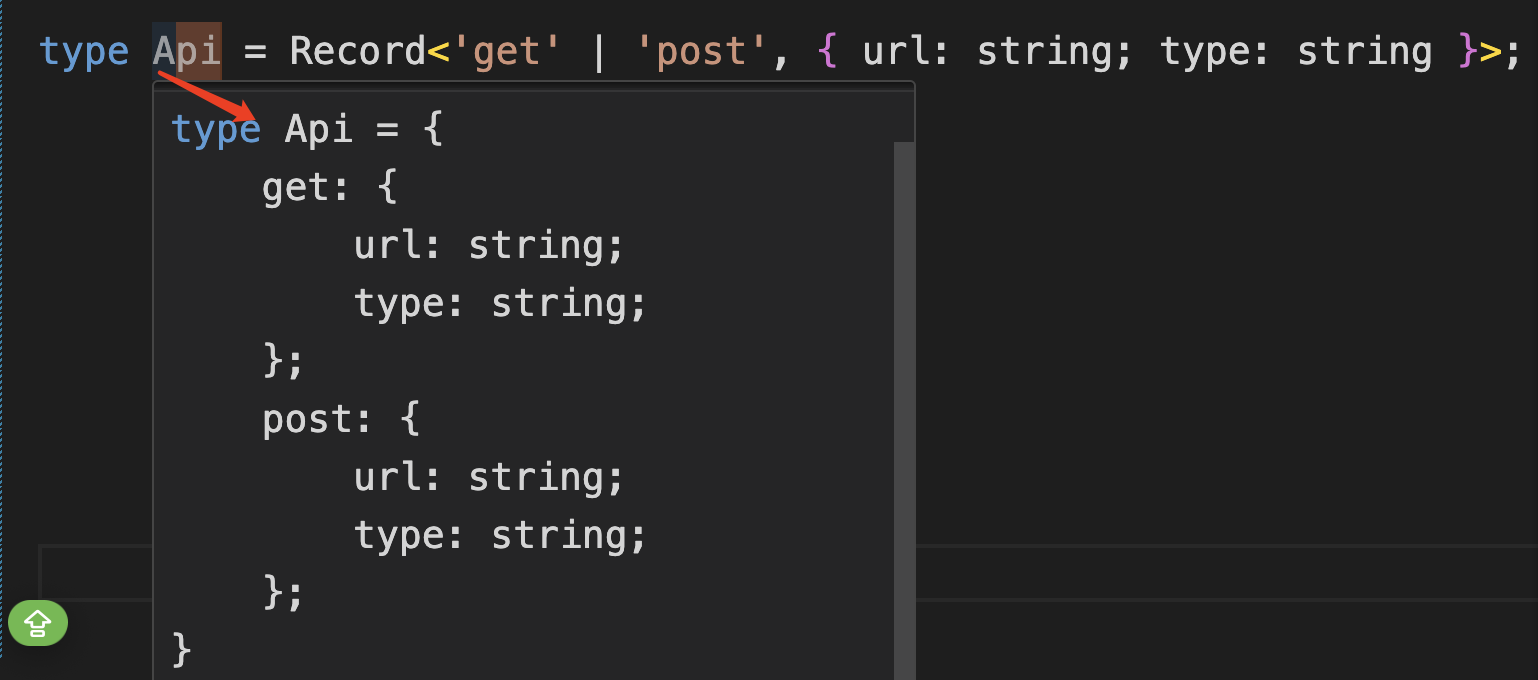 type Api = Record<'get' | 'post', { url: string; type: string }>;
type Api = {
    get: {
        url: string;
        type: string;
    };
    post: {
        url: string;
        type: string;
    };
}